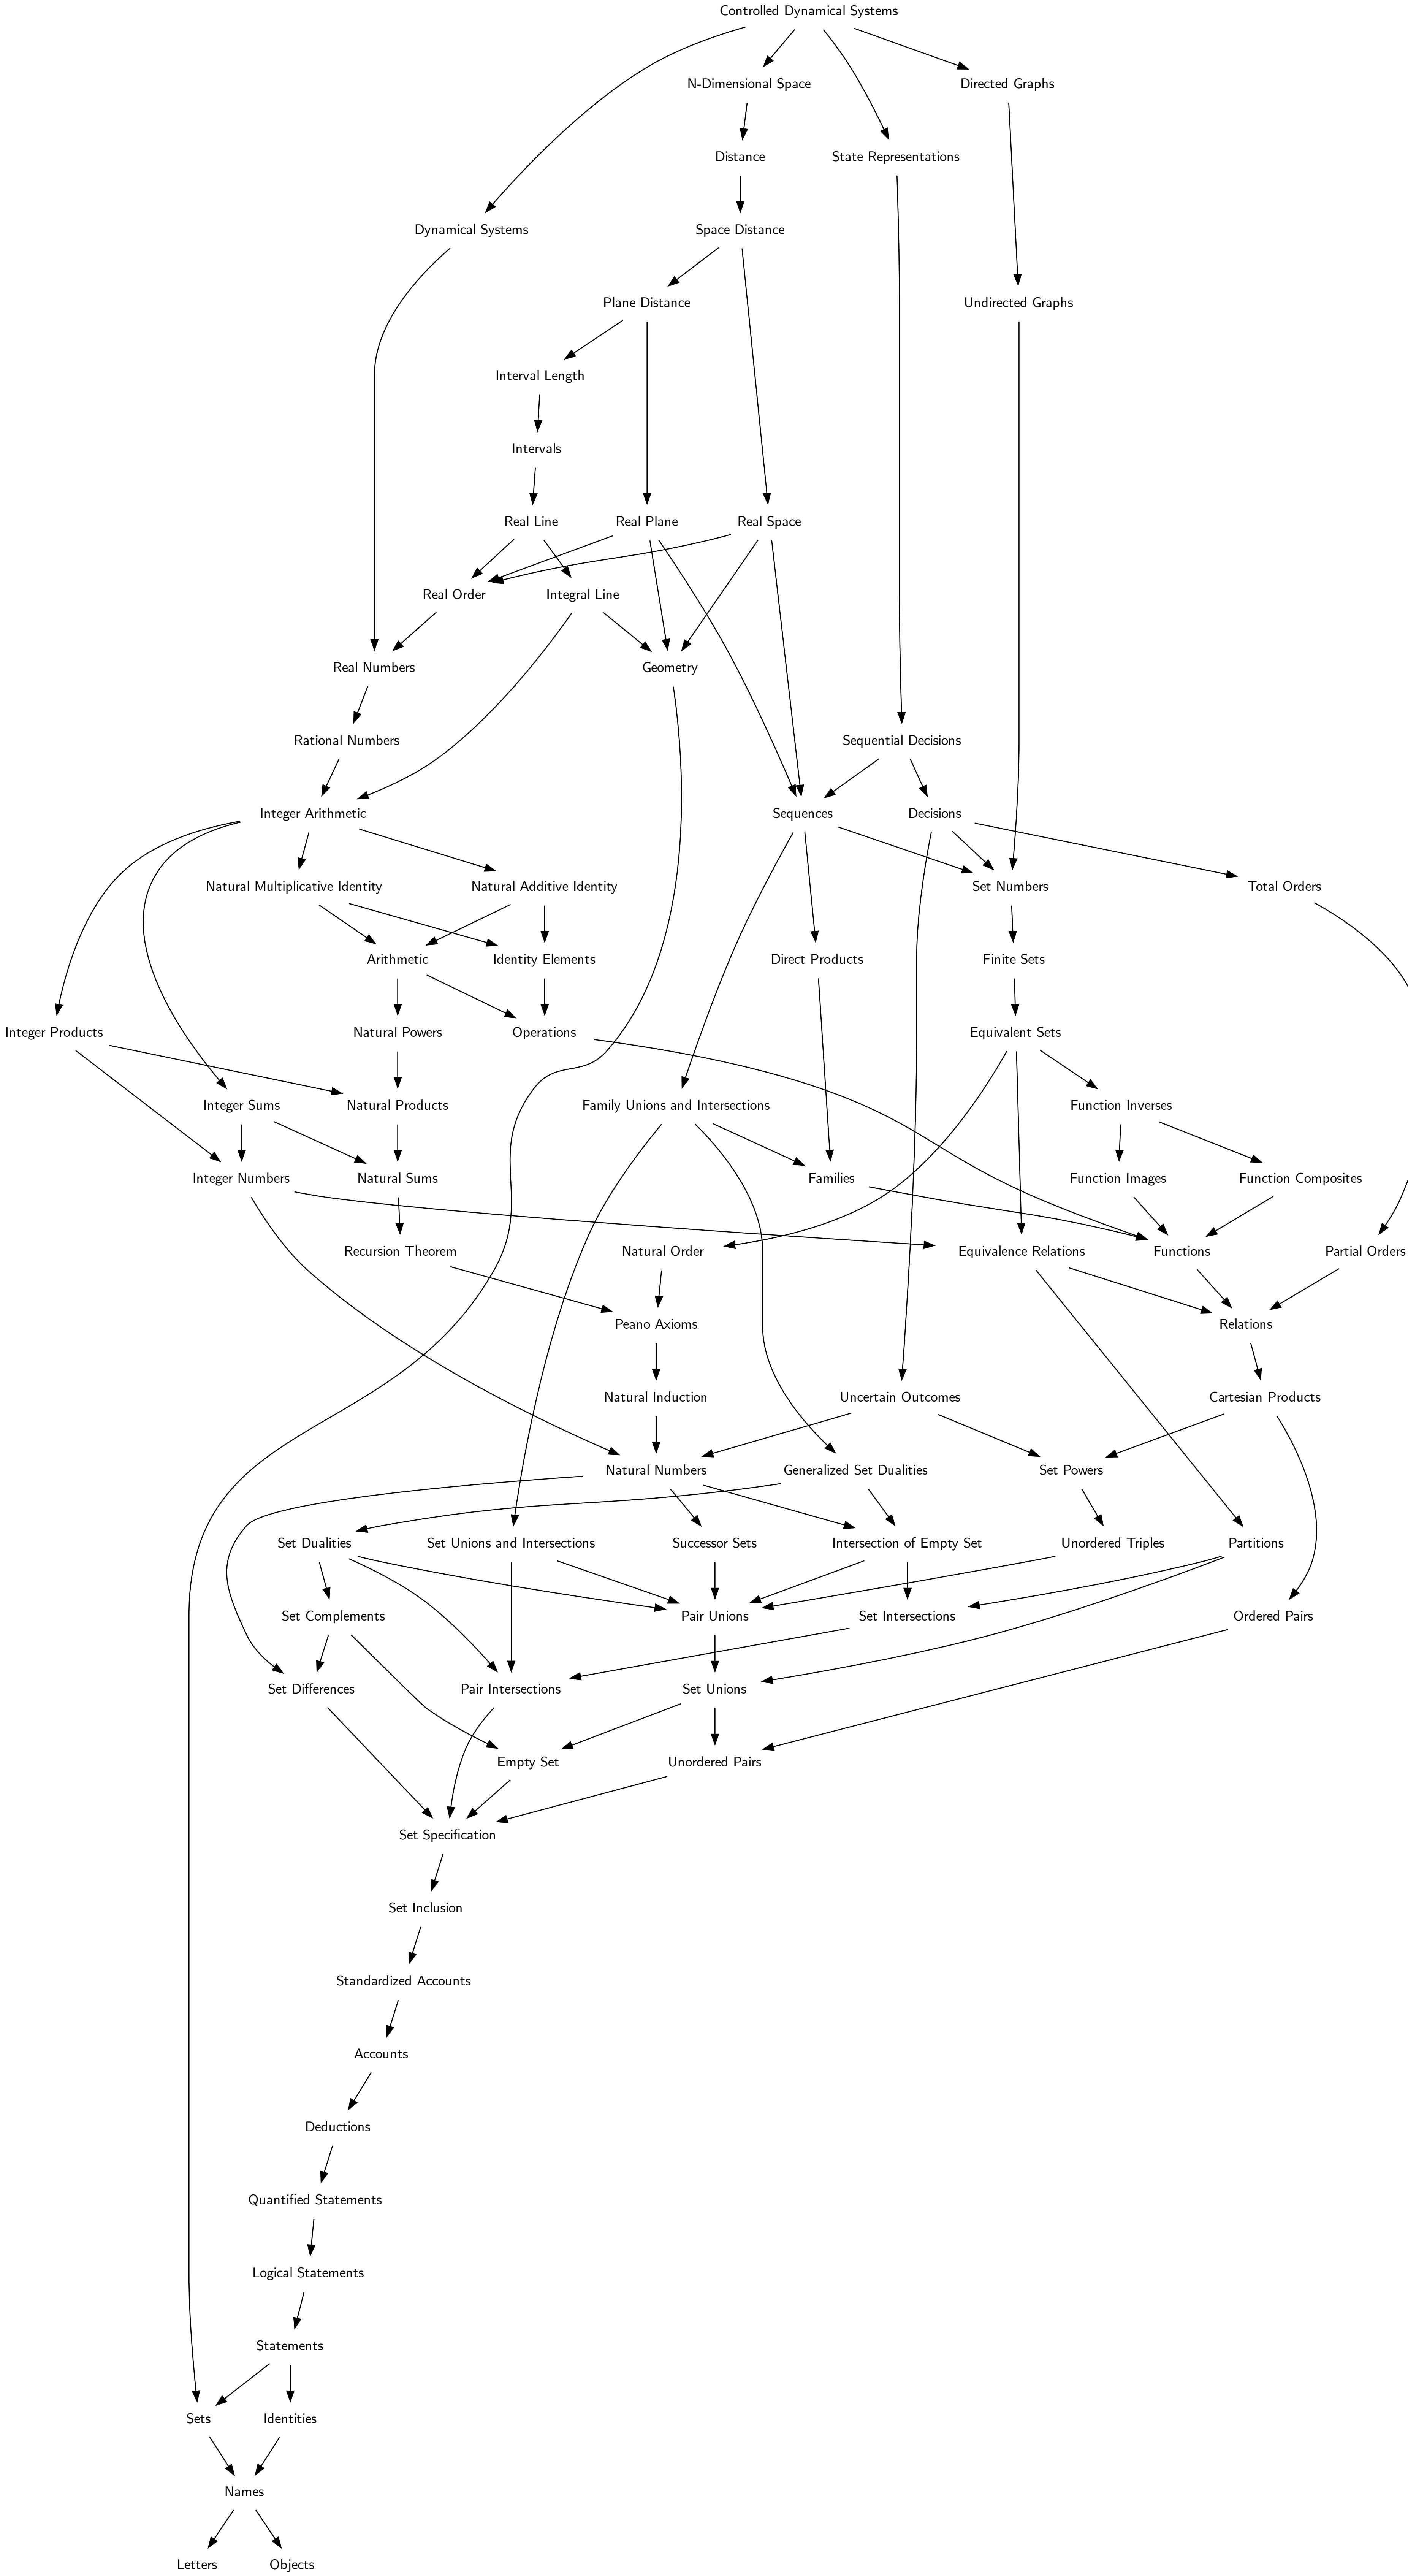 Controlled Dynamical Systems
N-Dimensional Space
Directed Graphs
Distance
State Representations
Dynamical Systems
Space Distance
Plane Distance
Undirected Graphs
Interval Length
Intervals
Real Line
Real Plane
Real Space
Real Order
Integral Line
Real Numbers
Geometry
Rational Numbers
Sequential Decisions
Integer Arithmetic
Sequences
Decisions
Natural Multiplicative Identity
Natural Additive Identity
Set Numbers
Total Orders
Arithmetic
Identity Elements
Direct Products
Finite Sets
Integer Products
Natural Powers
Operations
Equivalent Sets
Integer Sums
Natural Products
Family Unions and Intersections
Function Inverses
Integer Numbers
Natural Sums
Families
Function Images
Function Composites
Recursion Theorem
Natural Order
Equivalence Relations
Functions
Partial Orders
Peano Axioms
Relations
Natural Induction
Uncertain Outcomes
Cartesian Products
Natural Numbers
Generalized Set Dualities
Set Powers
Set Dualities
Set Unions and Intersections
Successor Sets
Intersection of Empty Set
Unordered Triples
Partitions
Set Complements
Pair Unions
Set Intersections
Ordered Pairs
Set Differences
Pair Intersections
Set Unions
Empty Set
Unordered Pairs
Set Specification
Set Inclusion
Standardized Accounts
Accounts
Deductions
Quantified Statements
Logical Statements
Statements
Sets
Identities
Names
Letters
Objects